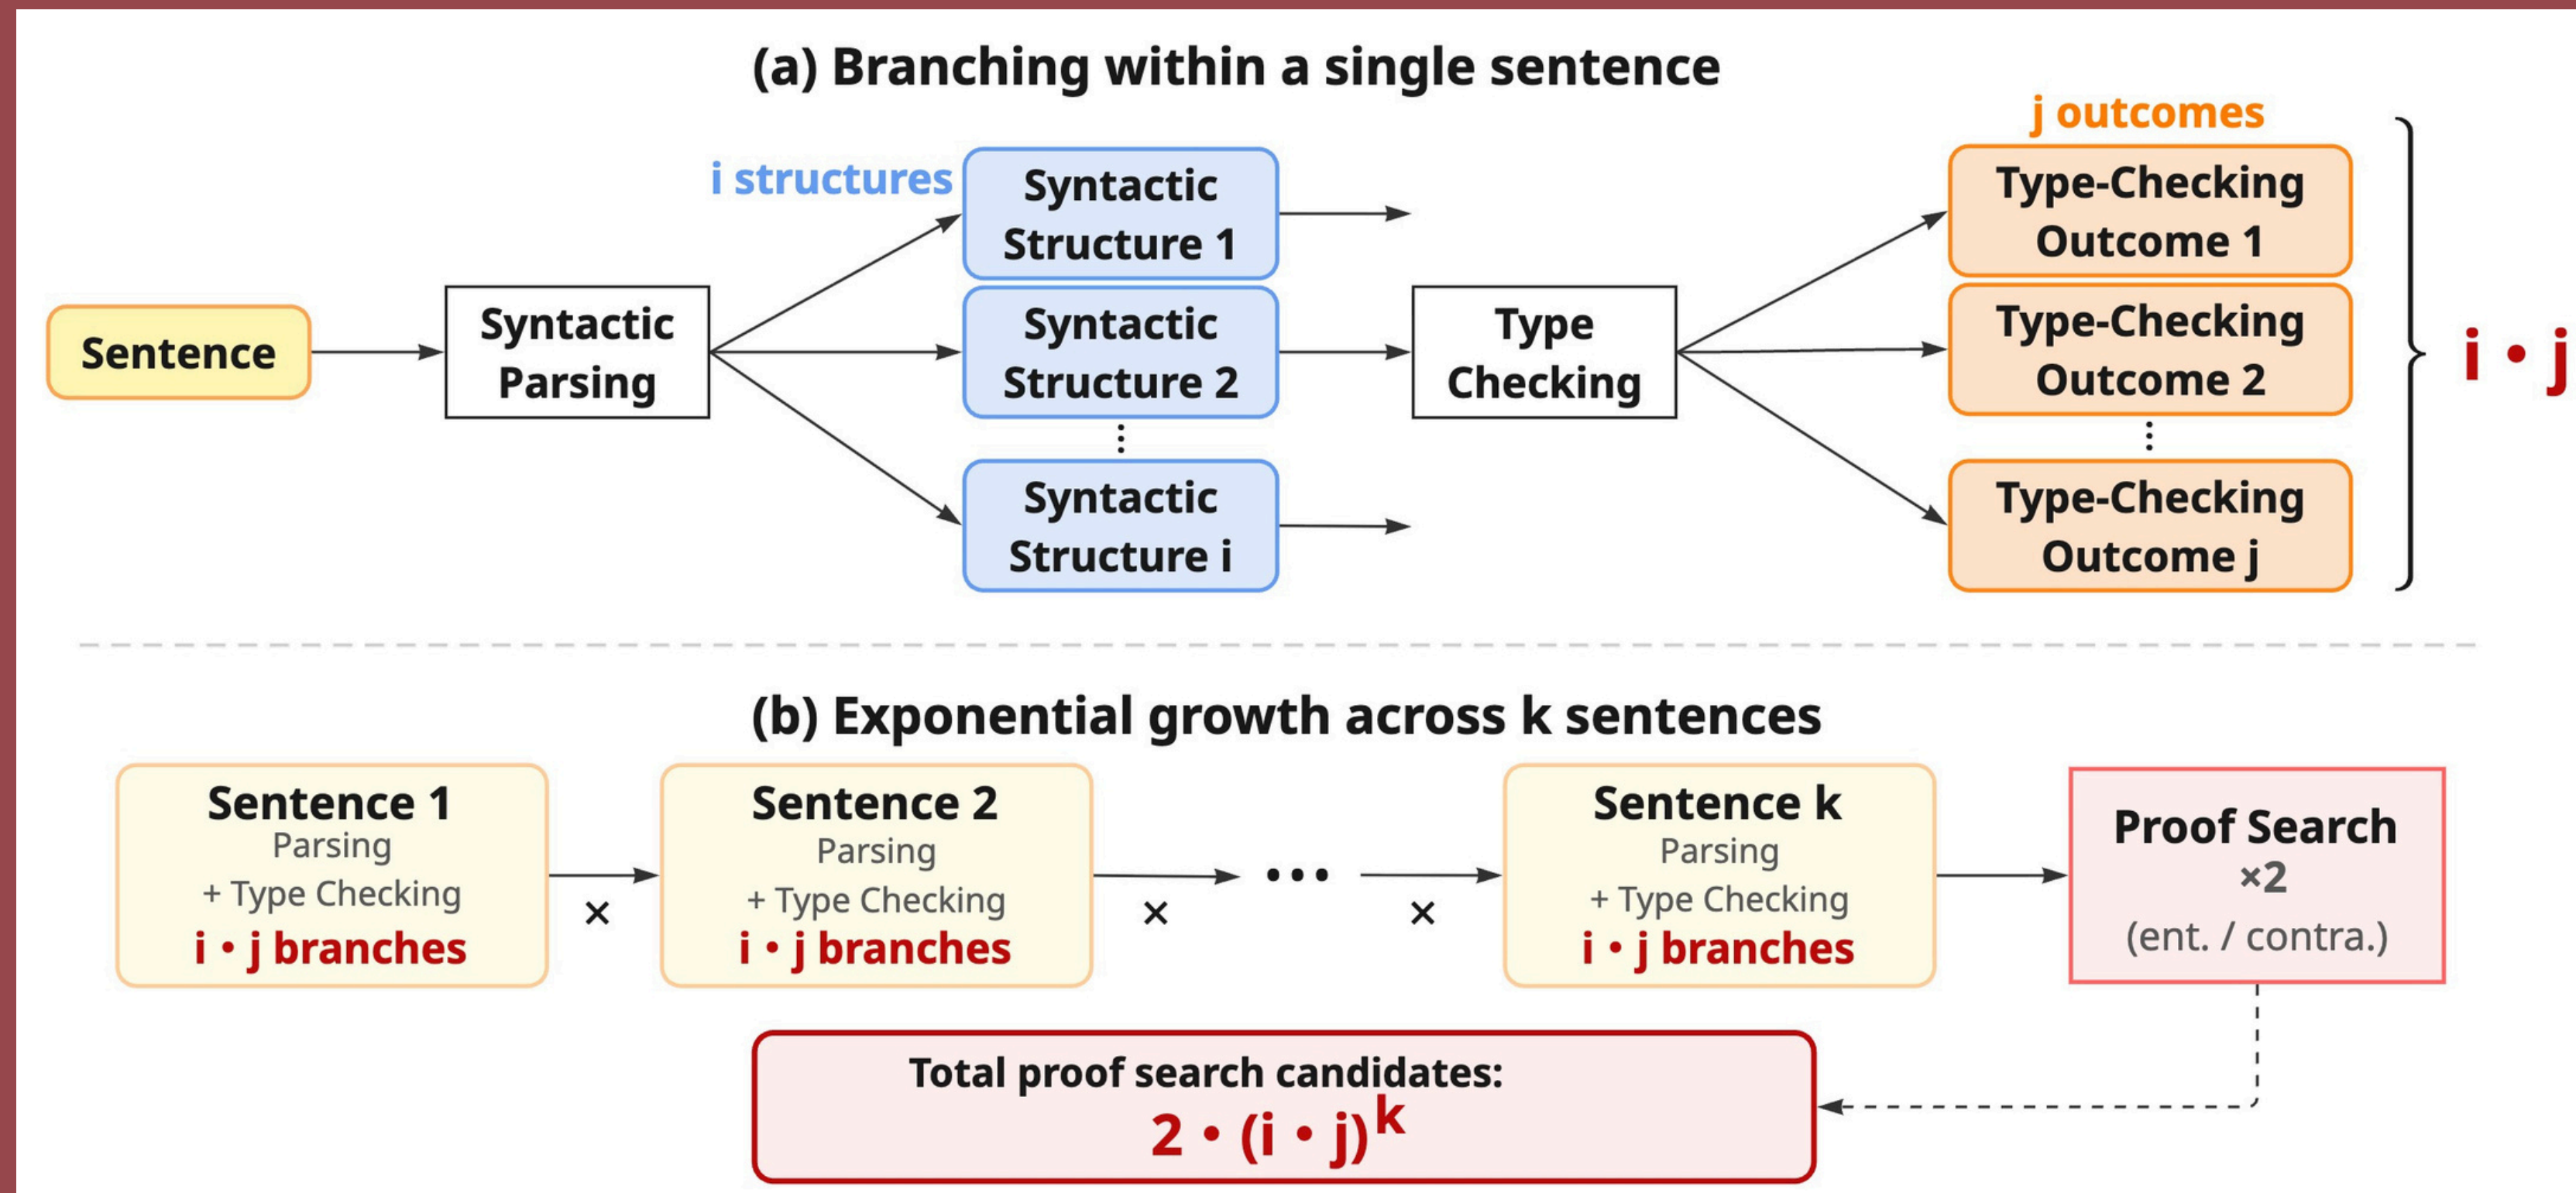 (a) Branching within a single sentence
j outcomes
i structures
Sentence
Syntactic
Parsing
Syntactic
Structure 1
Syntactic
Structure 2
⋮
Syntactic
Structure i
Type
Checking
Type-Checking
Outcome 1
Type-Checking
Outcome 2
⋮
Type-Checking
Outcome j
i • j
(b) Exponential growth across k sentences
Sentence 1
Parsing
+ Type Checking
i • j branches
×
Sentence 2
Parsing
+ Type Checking
i • j branches
×
•••
×
Sentence k
Parsing
+ Type Checking
i • j branches
Proof Search
×2
(ent. / contra.)
Total proof search candidates:
2 • (i • j)^k